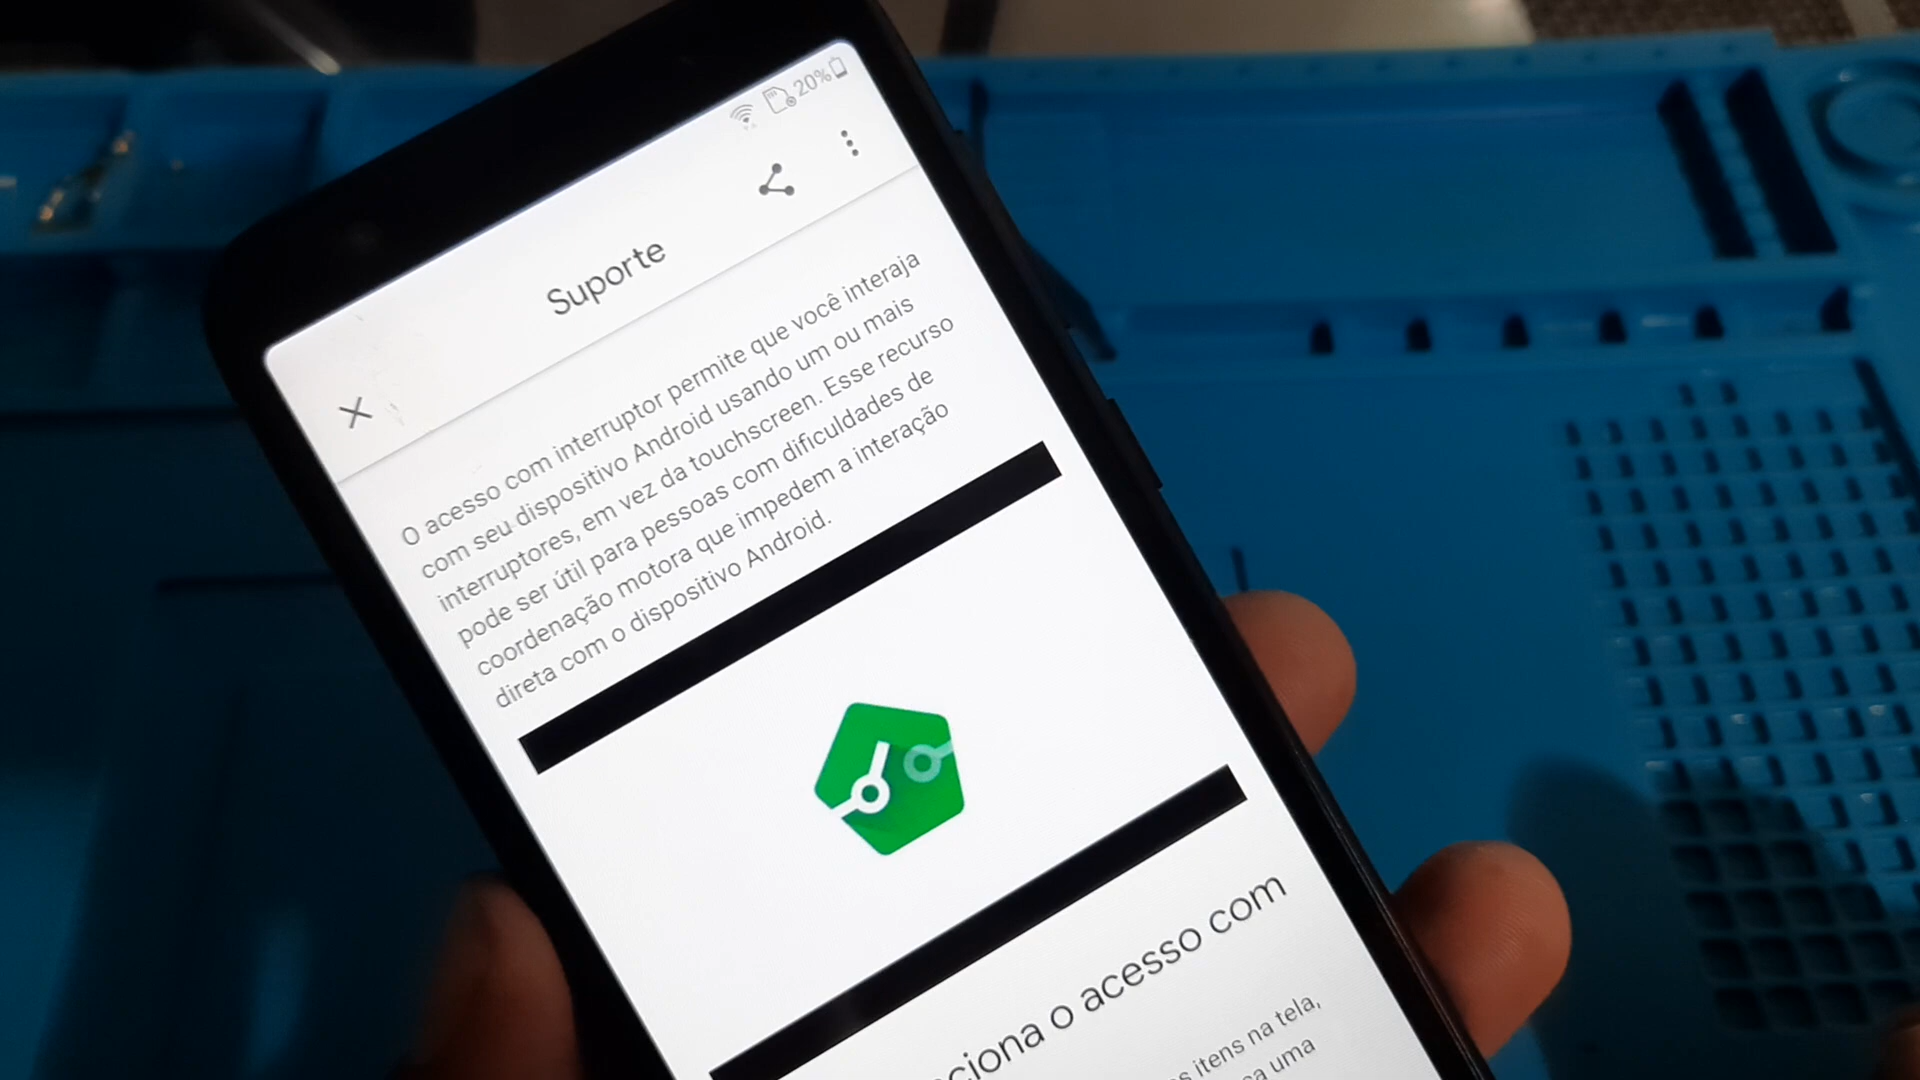 20%
Suporte
O acesso com interruptor permite que você interaja
com seu dispositivo Android usando um ou mais
interruptores, em vez da touchscreen. Esse recurso
pode ser útil para pessoas com dificuldades de
coordenação motora que impedem a interação
direta com o dispositivo Android.
ciona o acesso com
itens na tela,
uma